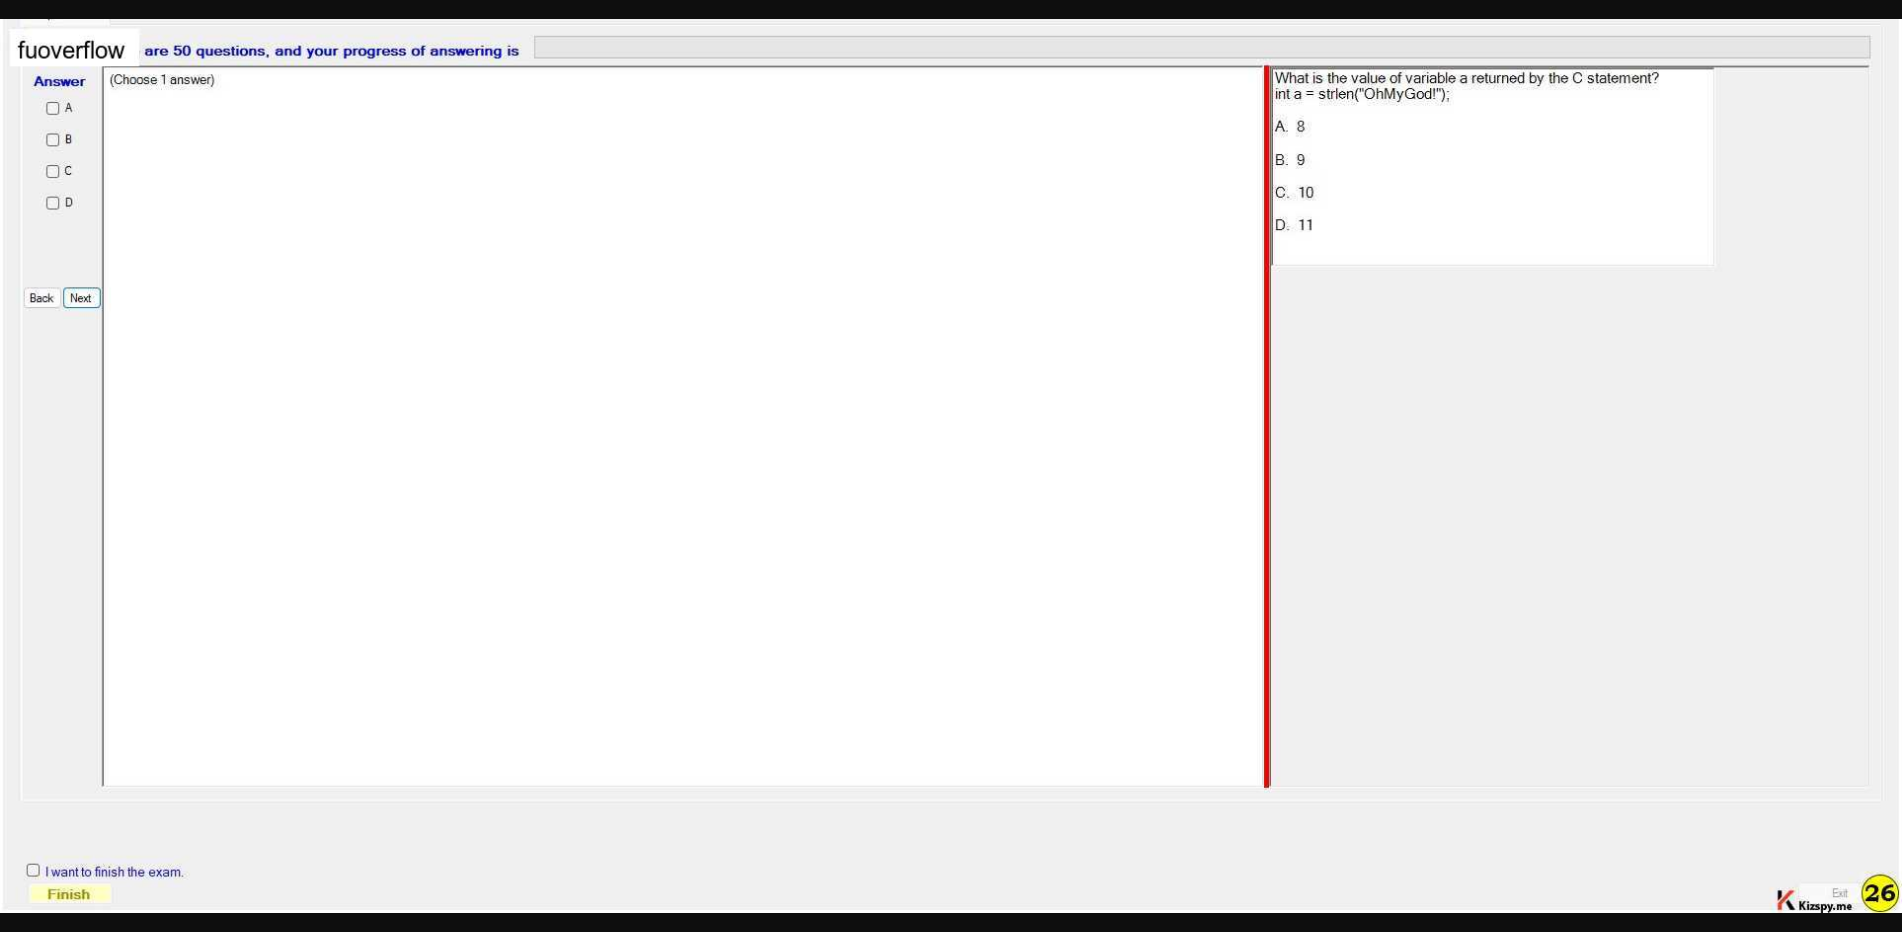 fuoverflow are 50 questions, and your progress of answering is
Answer
(Choose 1 answer)
A
B
C
D
Back Next
What is the value of variable a returned by the C statement?
int a = strlen("OhMyGod!");
A. 8
B. 9
C. 10
D. 11
I want to finish the exam.
Finish
Exit
Kizspy.me
26